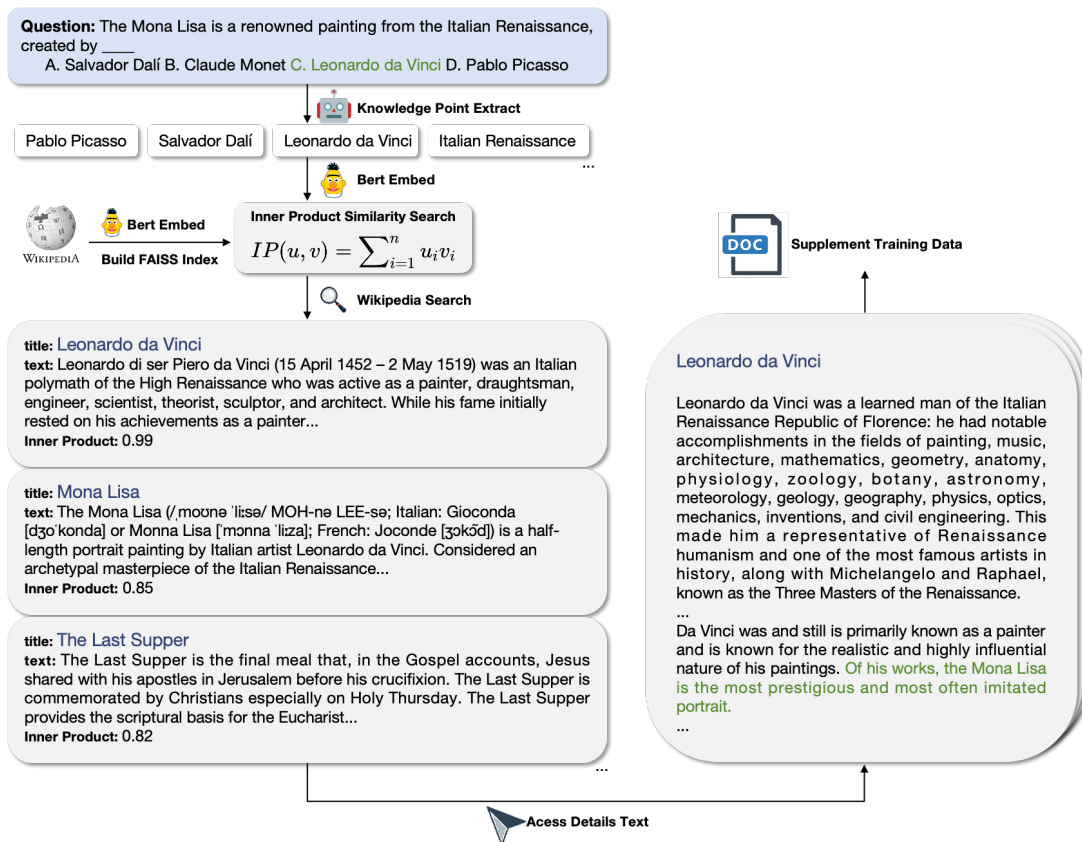 Question: The Mona Lisa is a renowned painting from the Italian Renaissance,
created by ____
A. Salvador Dalí B. Claude Monet C. Leonardo da Vinci D. Pablo Picasso
Knowledge Point Extract
Pablo Picasso
Salvador Dalí
Leonardo da Vinci
Italian Renaissance
...
Bert Embed
WIKIPEDIA
Bert Embed
Build FAISS Index
Inner Product Similarity Search
IP(u, v) = ∑_{i=1}^{n} u_i v_i
Wikipedia Search
title: Leonardo da Vinci
text: Leonardo di ser Piero da Vinci (15 April 1452 – 2 May 1519) was an Italian
polymath of the High Renaissance who was active as a painter, draughtsman,
engineer, scientist, theorist, sculptor, and architect. While his fame initially
rested on his achievements as a painter...
Inner Product: 0.99
title: Mona Lisa
text: The Mona Lisa (/ˌmoʊnə ˈliːsə/ MOH-nə LEE-sə; Italian: Gioconda
[dʒoˈkonda] or Monna Lisa [ˈmɔnna ˈliːza]; French: Joconde [ʒɔkɔ̃d]) is a half-
length portrait painting by Italian artist Leonardo da Vinci. Considered an
archetypal masterpiece of the Italian Renaissance...
Inner Product: 0.85
title: The Last Supper
text: The Last Supper is the final meal that, in the Gospel accounts, Jesus
shared with his apostles in Jerusalem before his crucifixion. The Last Supper is
commemorated by Christians especially on Holy Thursday. The Last Supper
provides the scriptural basis for the Eucharist...
Inner Product: 0.82
...
Acess Details Text
DOC
Supplement Training Data
Leonardo da Vinci
Leonardo da Vinci was a learned man of the Italian
Renaissance Republic of Florence: he had notable
accomplishments in the fields of painting, music,
architecture, mathematics, geometry, anatomy,
physiology, zoology, botany, astronomy,
meteorology, geology, geography, physics, optics,
mechanics, inventions, and civil engineering. This
made him a representative of Renaissance
humanism and one of the most famous artists in
history, along with Michelangelo and Raphael,
known as the Three Masters of the Renaissance.
...
Da Vinci was and still is primarily known as a painter
and is known for the realistic and highly influential
nature of his paintings. Of his works, the Mona Lisa
is the most prestigious and most often imitated
portrait.
...